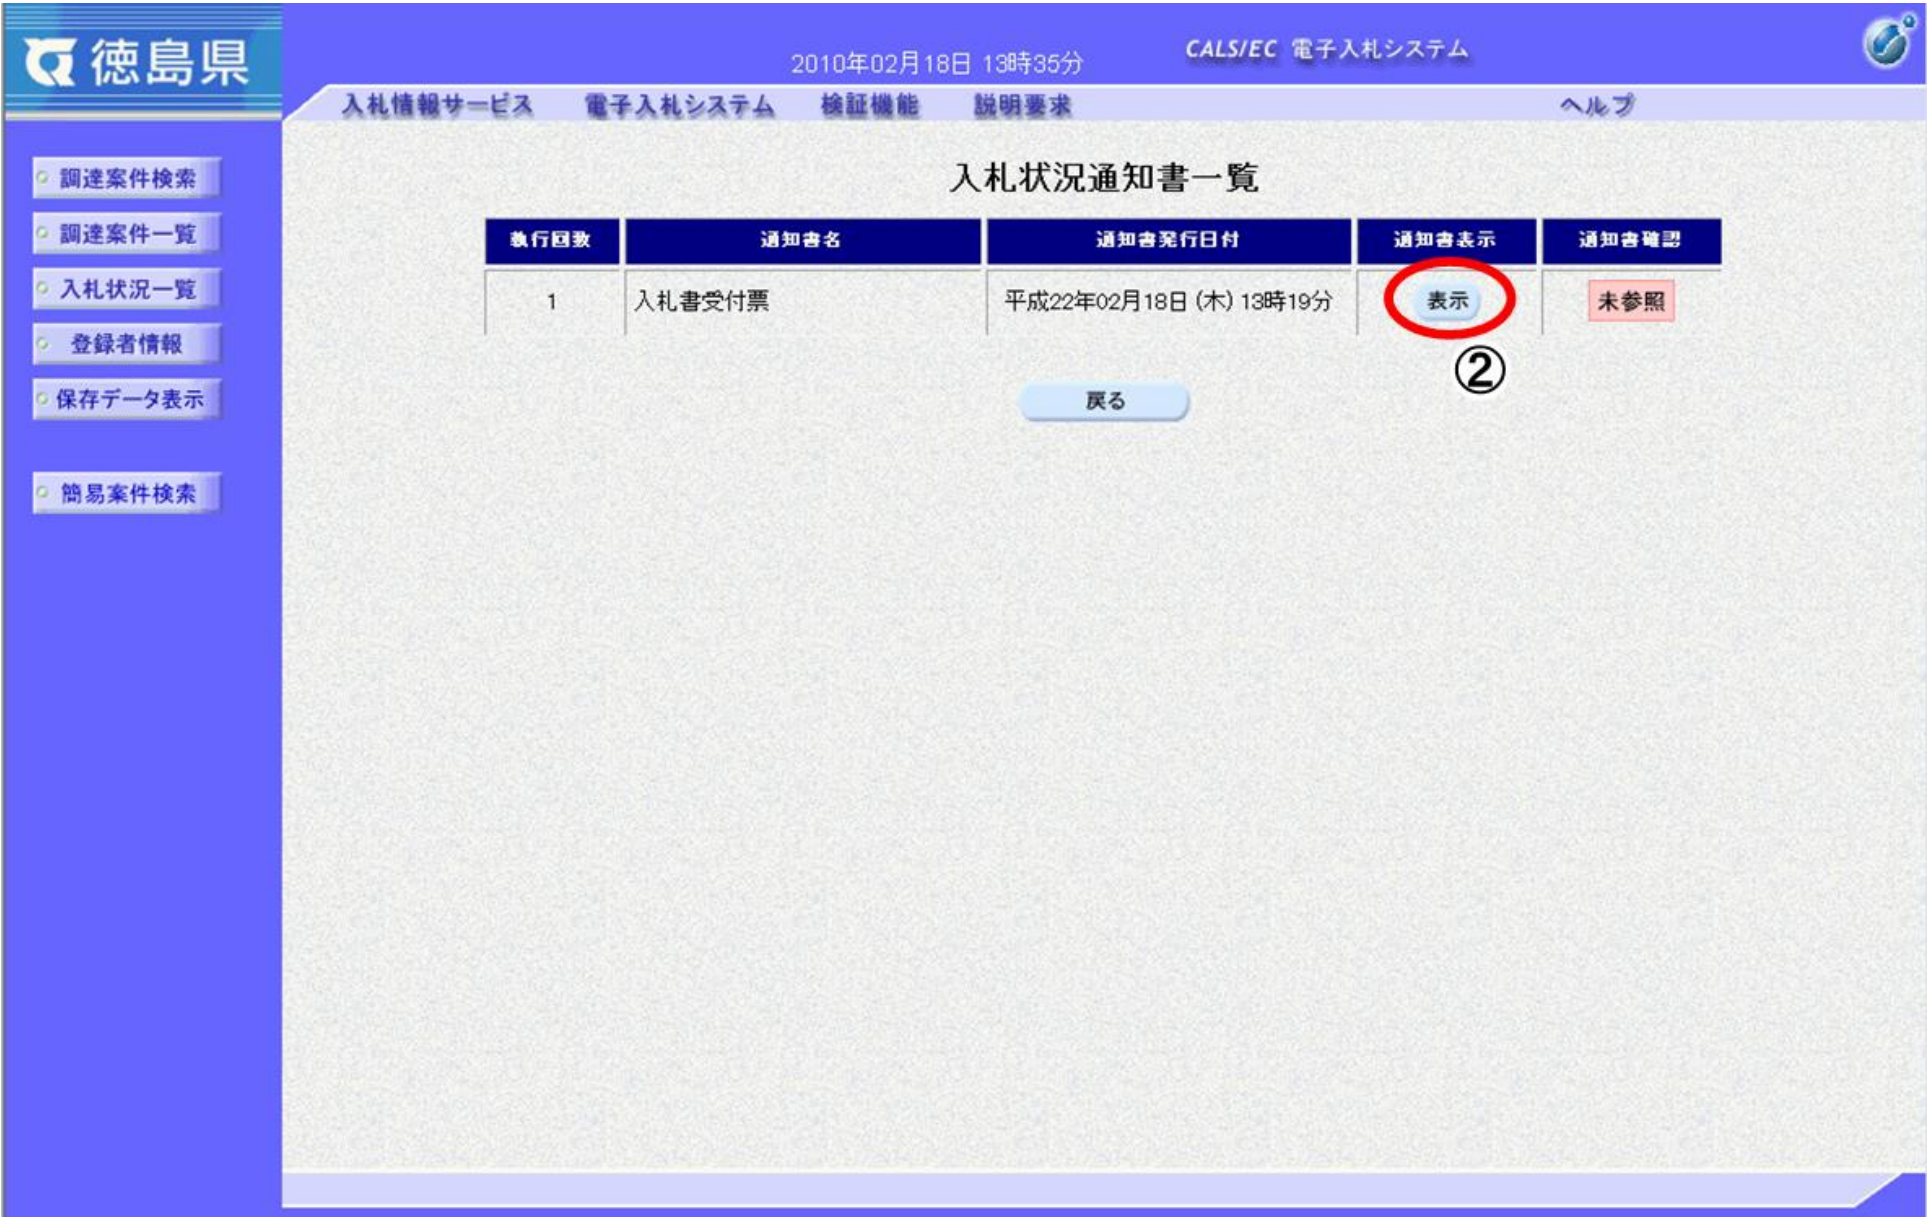 徳島県
2010年02月18日 13時35分
CALS/EC 電子入札システム
入札情報サービス 電子入札システム 検証機能 説明要求 ヘルプ
調達案件検索
調達案件一覧
入札状況一覧
登録者情報
保存データ表示
簡易案件検索
入札状況通知書一覧
執行回数 通知書名 通知書発行日付 通知書表示 通知書確認
1 入札書受付票 平成22年02月18日(木)13時19分 表示 未参照
②
戻る